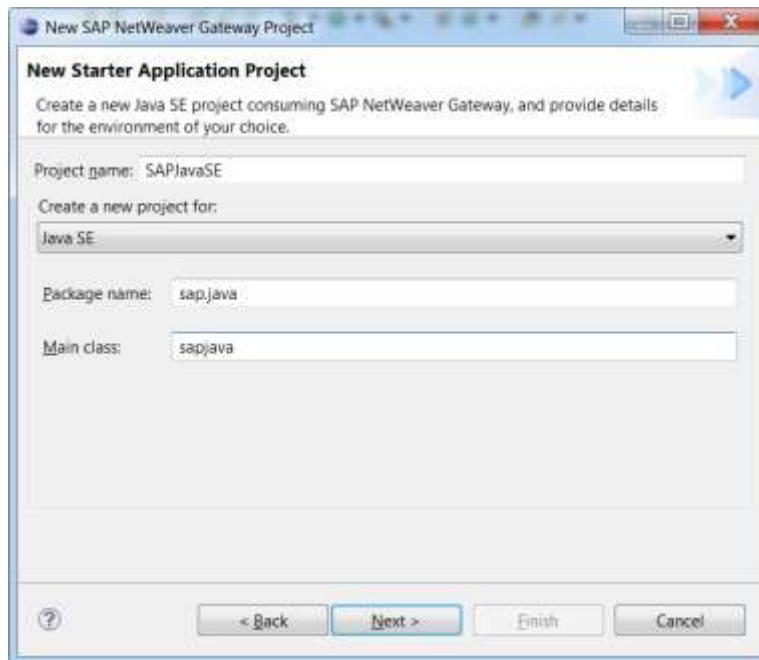 New SAP NetWeaver Gateway Project
New Starter Application Project
Create a new Java SE project consuming SAP NetWeaver Gateway, and provide details
for the environment of your choice.
Project name: SAPJavaSE
Create a new project for:
Java SE
Package name: sap.java
Main class: sapjava
< Back Next > Finish Cancel